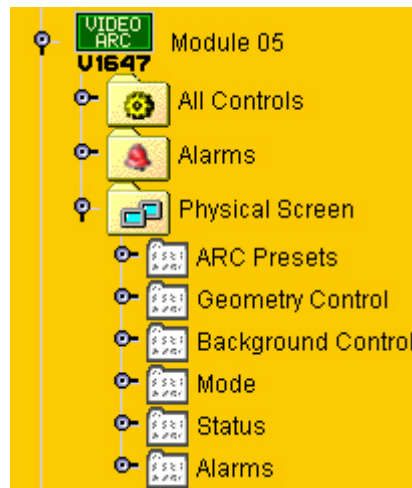 VIDEO
ARC
V1647
Module 05
All Controls
Alarms
Physical Screen
ARC Presets
Geometry Control
Background Control
Mode
Status
Alarms